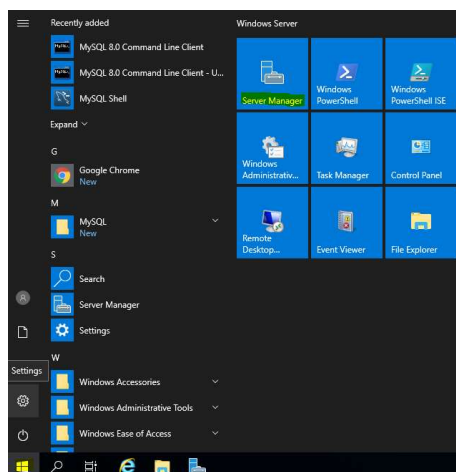 Recently added
MySQL 8.0 Command Line Client
MySQL 8.0 Command Line Client - U...
MySQL Shell
Expand
G
Google Chrome
New
M
MySQL
New
S
Search
Server Manager
Settings
W
Windows Accessories
Windows Administrative Tools
Windows Ease of Access
Settings
Windows Server
Server Manager
Windows
PowerShell
Windows
PowerShell ISE
Windows
Administrativ...
Task Manager
Control Panel
Remote
Desktop...
Event Viewer
File Explorer